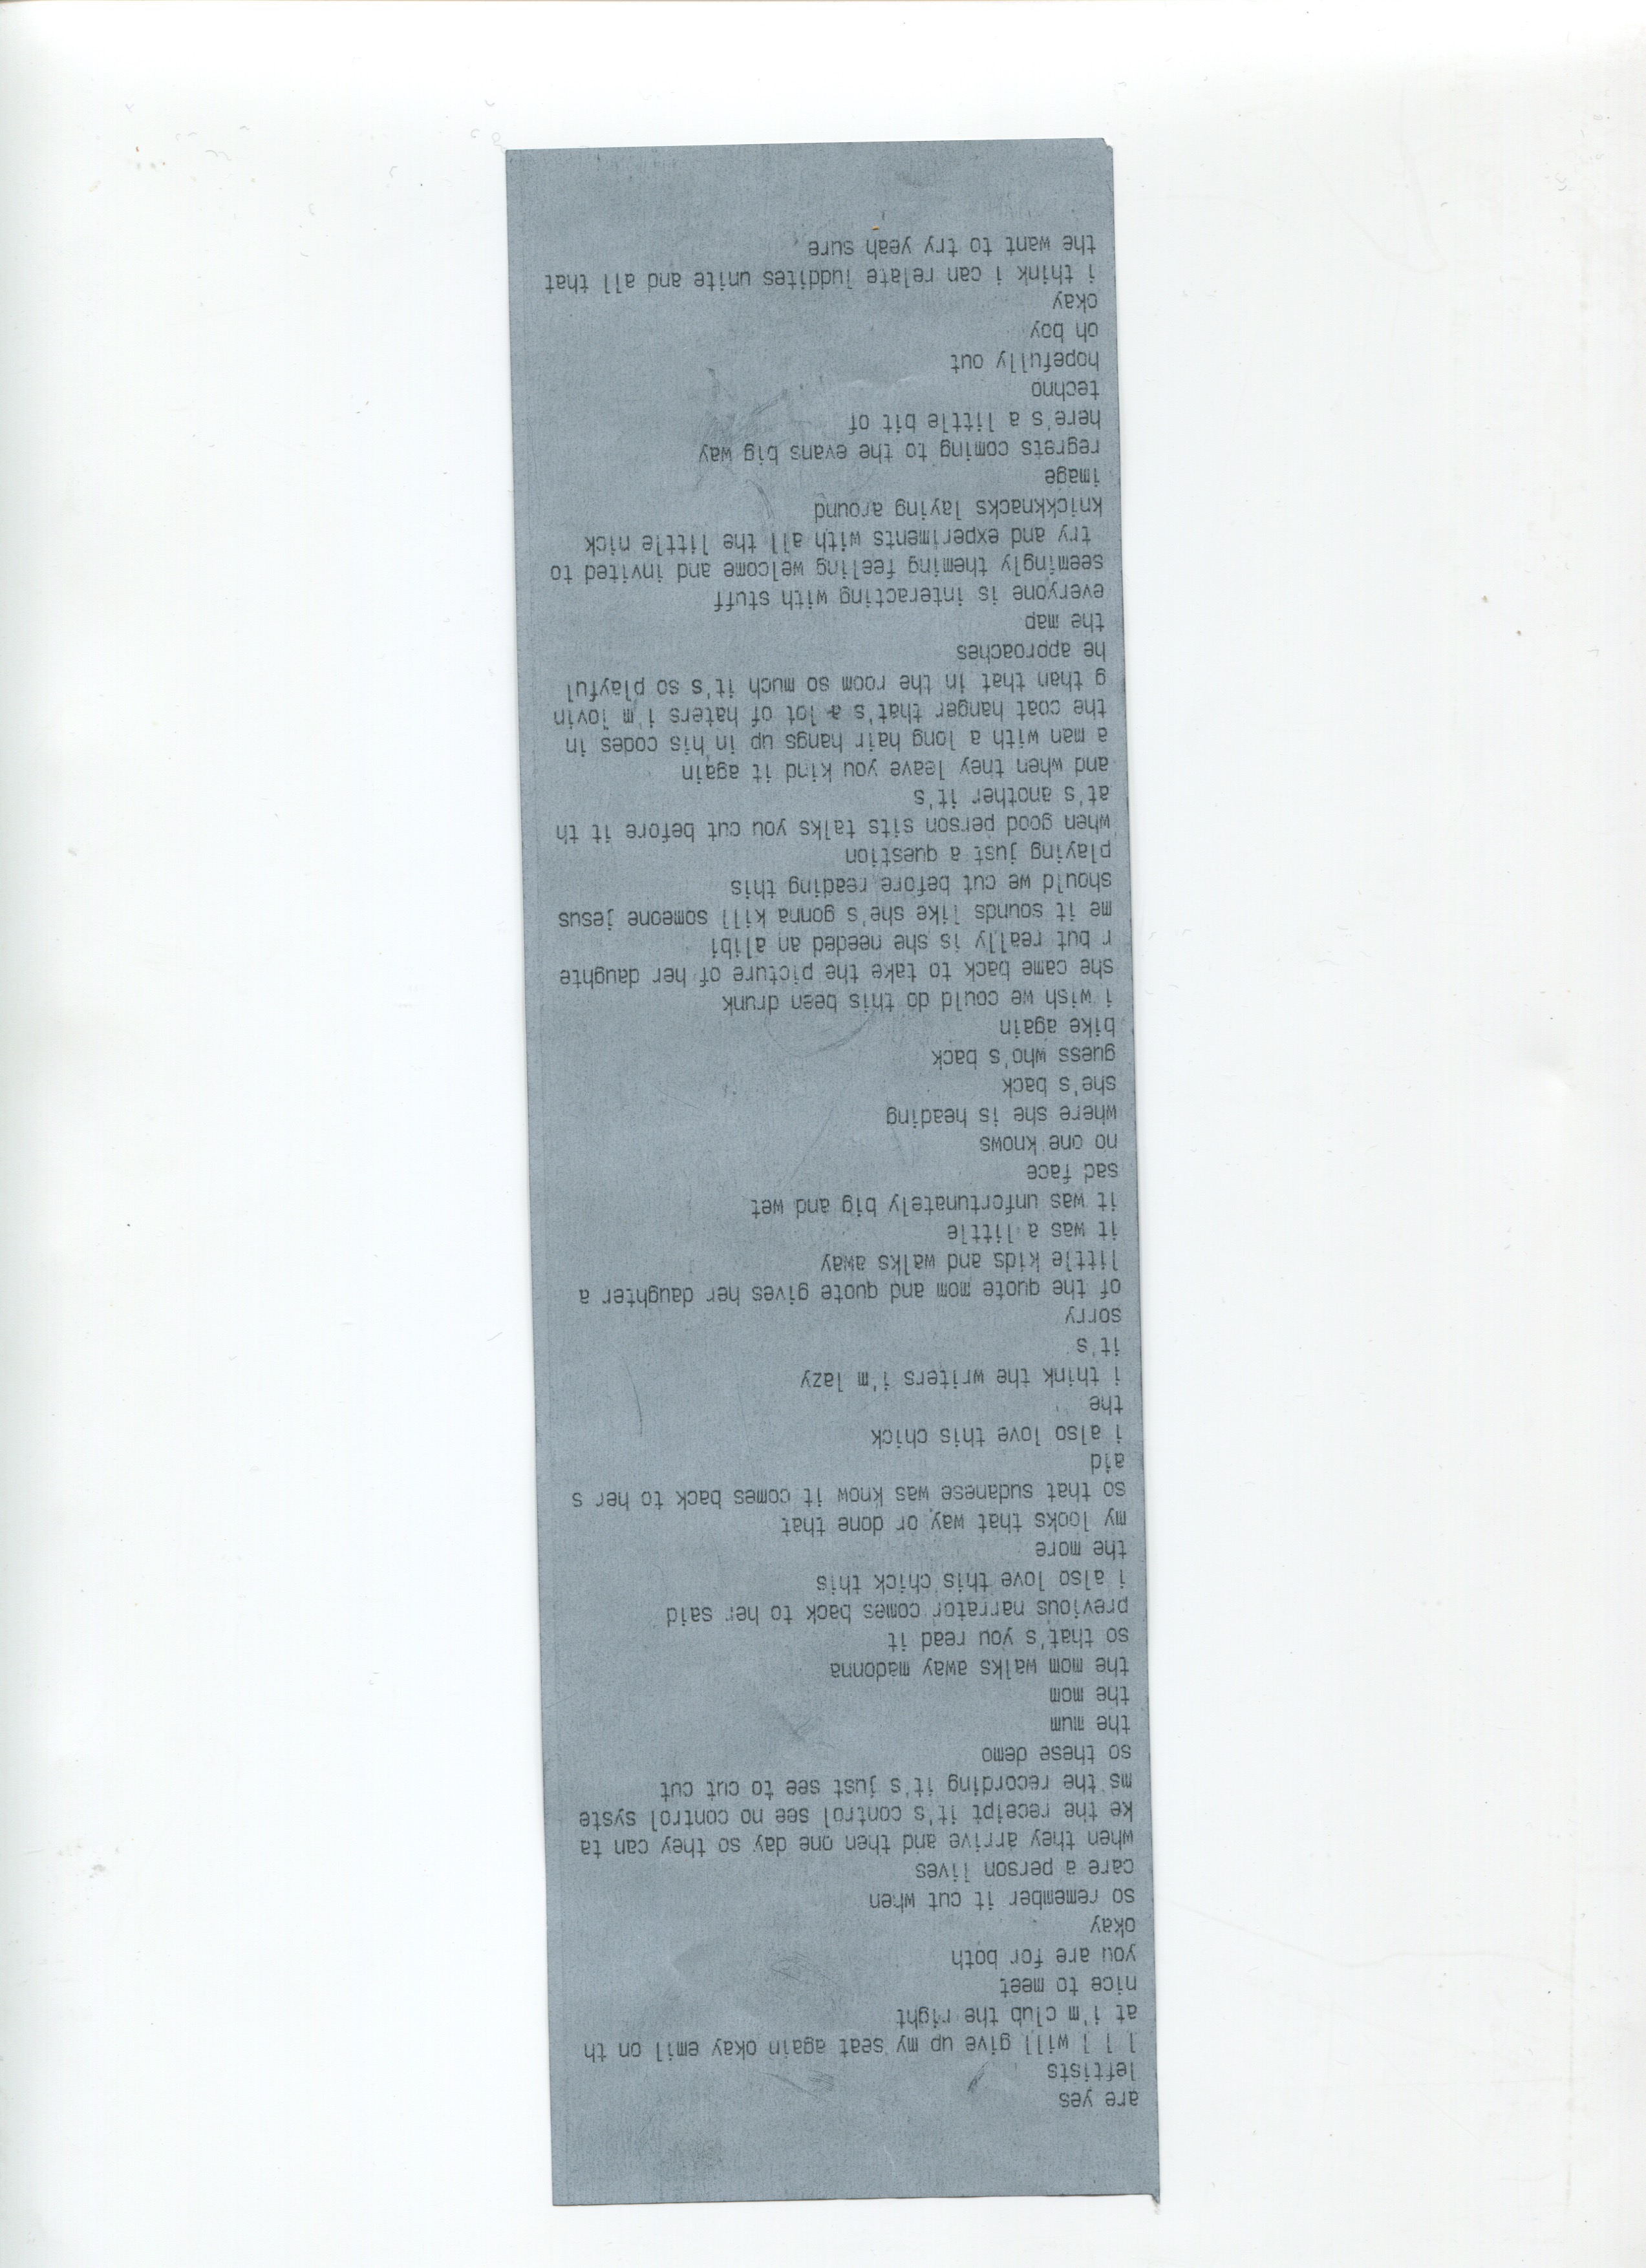 are yes
leftists
l l l will give up my seat again okay emil on th
at i'm club the right
nice to meet
you are for both
okay
so remember it cut when
care a person lives
when they arrive and then one day so they can ta
ke the receipt it's control see no control syste
ms the recording it's just see to cut cut
so these demo
the mum
the mom
the mom walks away madonna
so that's you read it
previous narrator comes back to her said
i also love this chick this
the more
my looks that way or done that
so that sudanese was know it comes back to her s
aid
i also love this chick
the
i think the writers i'm lazy
it's
sorry
of the quote mom and quote gives her daughter a
little kids and walks away
it was a little
it was unfortunately big and wet
sad face
no one knows
where she is heading
she's back
guess who's back
bike again
i wish we could do this been drunk
she came back to take the picture of her daughte
r but really is she needed an alibi
me it sounds like she's gonna kill someone jesus
should we cut before reading this
playing just a question
when good person sits talks you cut before it th
at's another it's
and when they leave you kind it again
a man with a long hair hangs up in his codes in
the coat hanger that's a lot of haters i'm lovin
g than that in the room so much it's so playful
he approaches
the map
everyone is interacting with stuff
seemingly theming feeling welcome and invited to
try and experiments with all the little nick
knickknacks laying around
image
regrets coming to the evans big way
here's a little bit of
techno
hopefully out
oh boy
okay
i think i can relate luddites unite and all that
the want to try yeah sure